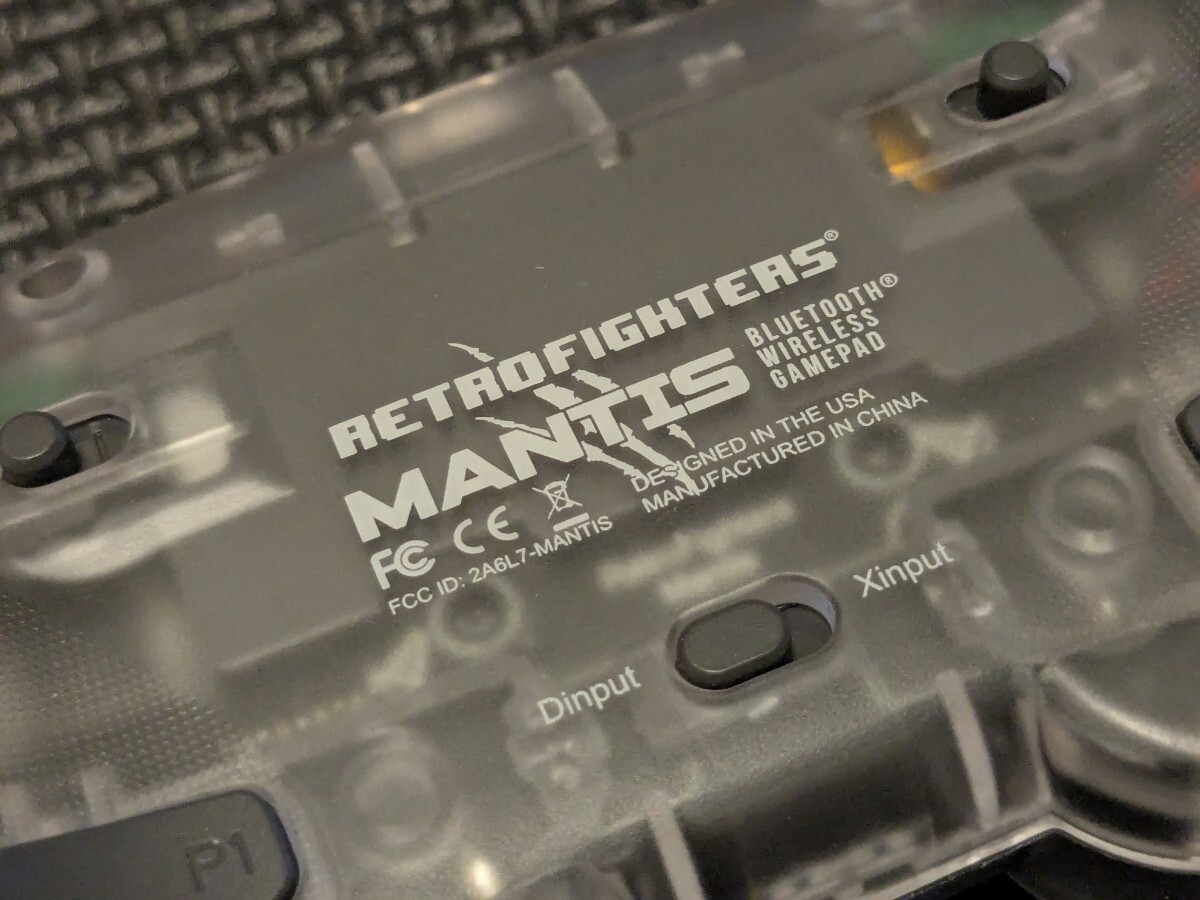 RETROFIGHTERS®
MANTIS
BLUETOOTH®
WIRELESS
GAMEPAD
FC CE
DESIGNED IN THE USA
MANUFACTURED IN CHINA
FCC ID: 2A6L7-MANTIS
Xinput
Dinput
P1